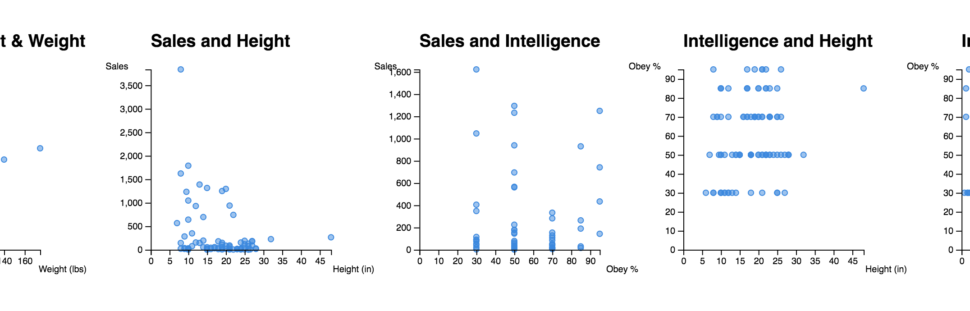 t & Weight
140 160
Weight (lbs)
Sales and Height
Sales
3,500
3,000
2,500
2,000
1,500
1,000
500
0
0 5 10 15 20 25 30 35 40 45
Height (in)
Sales and Intelligence
Sales
1,600
1,400
1,200
1,000
800
600
400
200
0
0 10 20 30 40 50 60 70 80 90
Obey %
Intelligence and Height
Obey %
90
80
70
60
50
40
30
20
10
0
0 5 10 15 20 25 30 35 40 45
Height (in)
Obey %
90
80
70
60
50
40
30
20
10
0
0